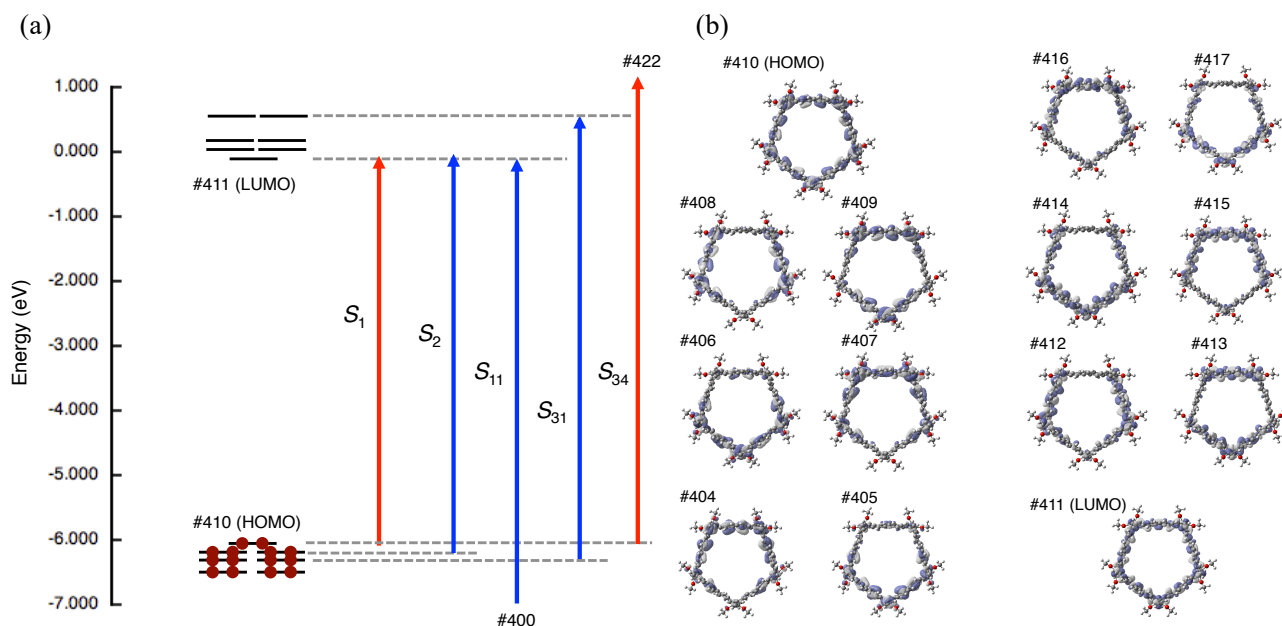 (a)
#422
1.000
0.000
-1.000
-2.000
-3.000
-4.000
-5.000
-6.000
-7.000
Energy (eV)
#411 (LUMO)
#410 (HOMO)
#400
S1
S2
S11
S31
S34
(b)
#410 (HOMO)
#416
#417
#408
#409
#414
#415
#406
#407
#412
#413
#404
#405
#411 (LUMO)